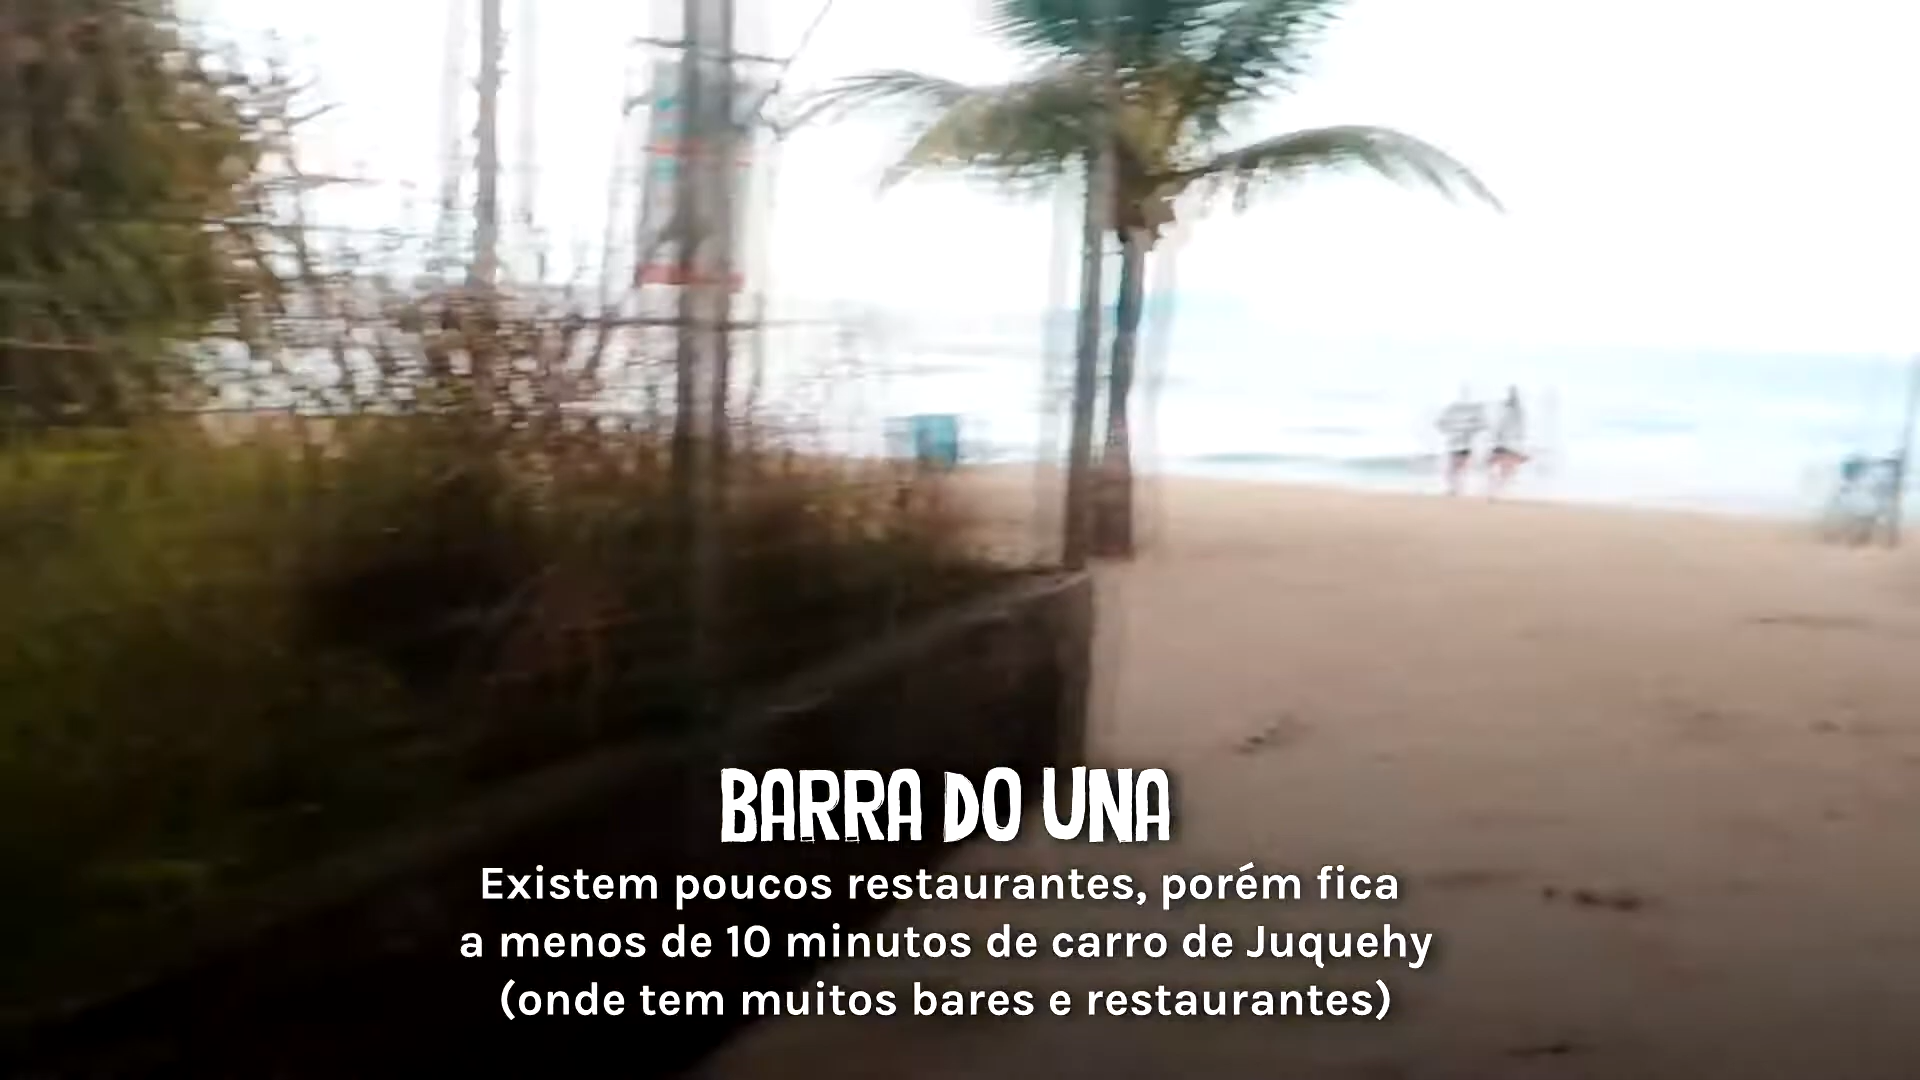 BARRA DO UNA
Existem poucos restaurantes, porém fica
a menos de 10 minutos de carro de Juquehy
(onde tem muitos bares e restaurantes)